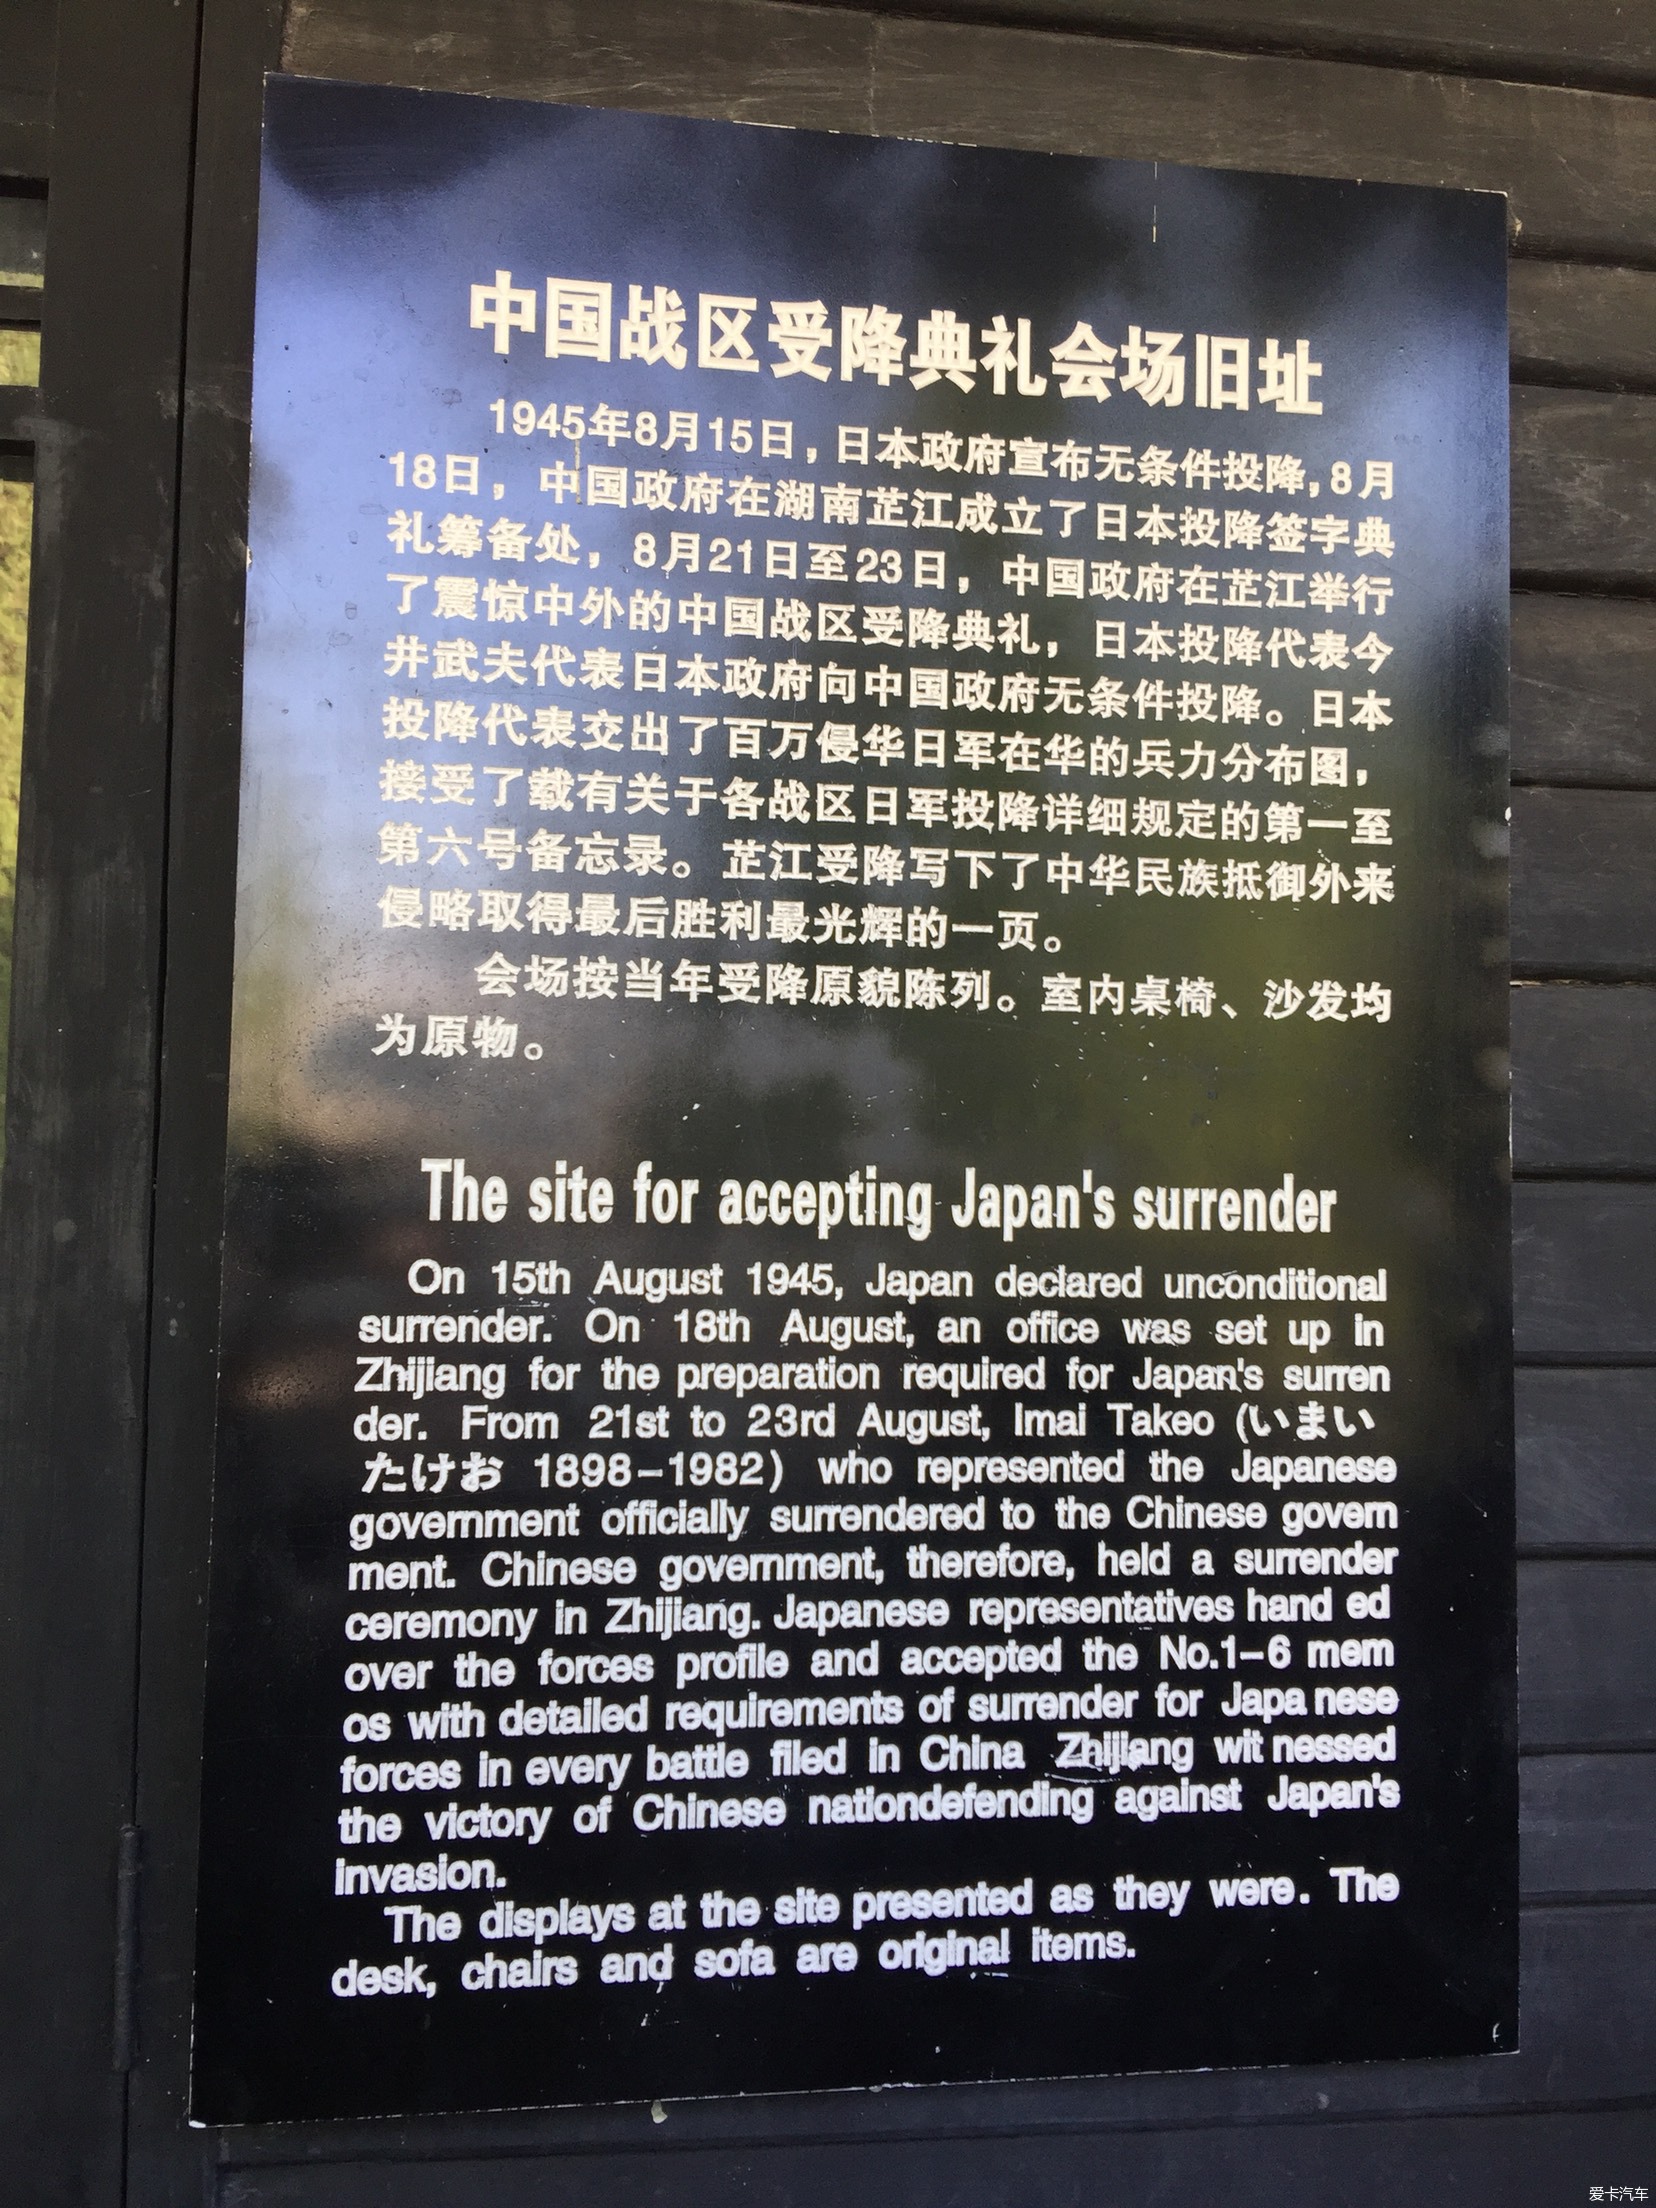 中国战区受降典礼会场旧址
1945年8月15日，日本政府宣布无条件投降，8月
18日，中国政府在湖南芷江成立了日本投降签字典
礼筹备处，8月21日至23日，中国政府在芷江举行
了震惊中外的中国战区受降典礼，日本投降代表今
井武夫代表日本政府向中国政府无条件投降。日本
投降代表交出了百万侵华日军在华的兵力分布图，
接受了载有关于各战区日军投降详细规定的第一至
第六号备忘录。芷江受降写下了中华民族抵御外来
侵略取得最后胜利最光辉的一页。
会场按当年受降原貌陈列。室内桌椅、沙发均
为原物。
The site for accepting Japan's surrender
On 15th August 1945, Japan declared unconditional
surrender. On 18th August, an office was set up in
Zhijiang for the preparation required for Japan's surren
der. From 21st to 23rd August, Imai Takeo (いまい
たけお 1898-1982) who represented the Japanese
government officially surrendered to the Chinese govern
ment. Chinese government, therefore, held a surrender
ceremony in Zhijiang. Japanese representatives hand ed
over the forces profile and accepted the No.1-6 mem
os with detailed requirements of surrender for Japa nese
forces in every battle filed in China Zhijiang wit nessed
the victory of Chinese nationdefending against Japan's
invasion.
The displays at the site presented as they were. The
desk, chairs and sofa are original items.
爱卡汽车